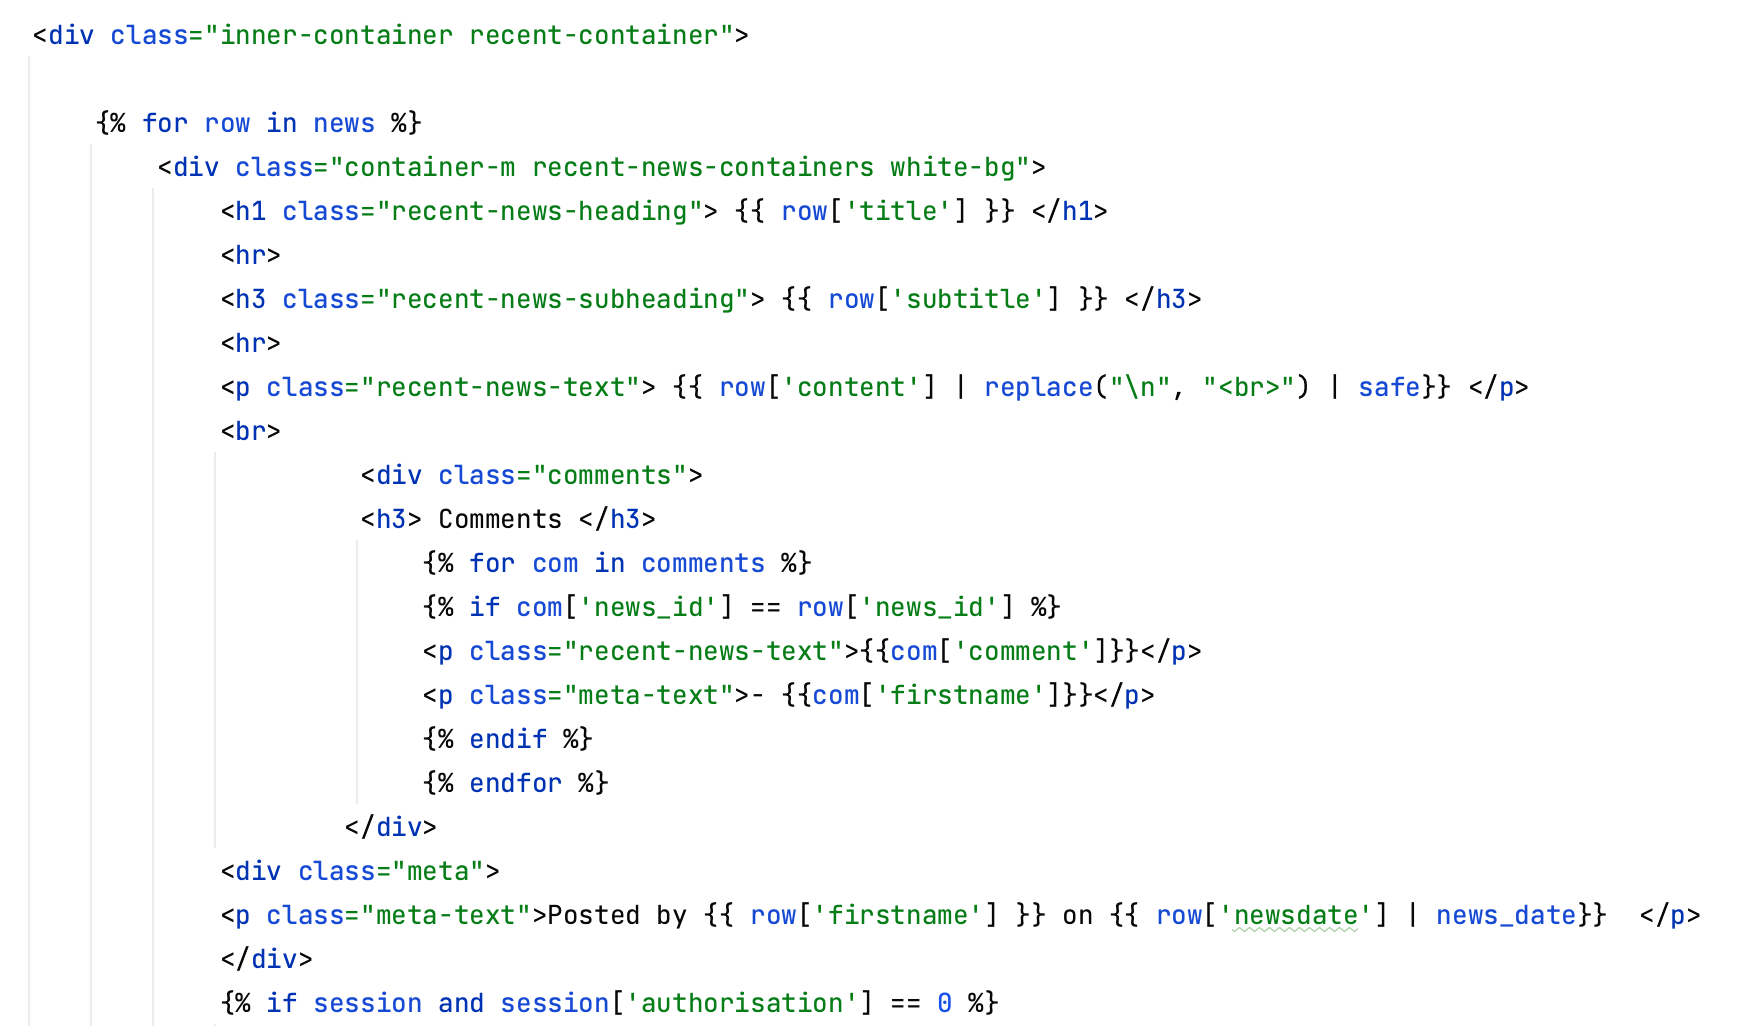 <div class="inner-container recent-container">
{% for row in news %}
<div class="container-m recent-news-containers white-bg">
<h1 class="recent-news-heading"> {{ row['title'] }} </h1>
<hr>
<h3 class="recent-news-subheading"> {{ row['subtitle'] }} </h3>
<hr>
<p class="recent-news-text"> {{ row['content'] | replace("\n", "<br>") | safe}} </p>
<br>
<div class="comments">
<h3> Comments </h3>
{% for com in comments %}
{% if com['news_id'] == row['news_id'] %}
<p class="recent-news-text">{{com['comment']}}</p>
<p class="meta-text">- {{com['firstname']}}</p>
{% endif %}
{% endfor %}
</div>
<div class="meta">
<p class="meta-text">Posted by {{ row['firstname'] }} on {{ row['newsdate'] | news_date}}  </p>
</div>
{% if session and session['authorisation'] == 0 %}